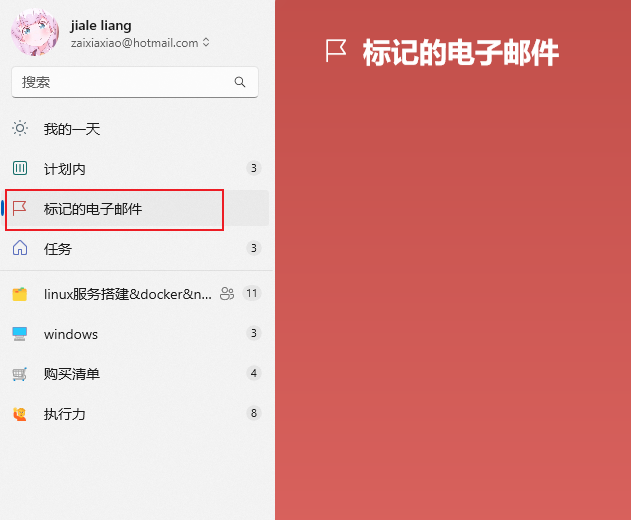 jiale liang
zaixiaxiao@hotmail.com
搜索
我的一天
计划内 3
标记的电子邮件
任务 3
linux服务搭建&docker&n... 11
windows 3
购买清单 4
执行力 8
标记的电子邮件